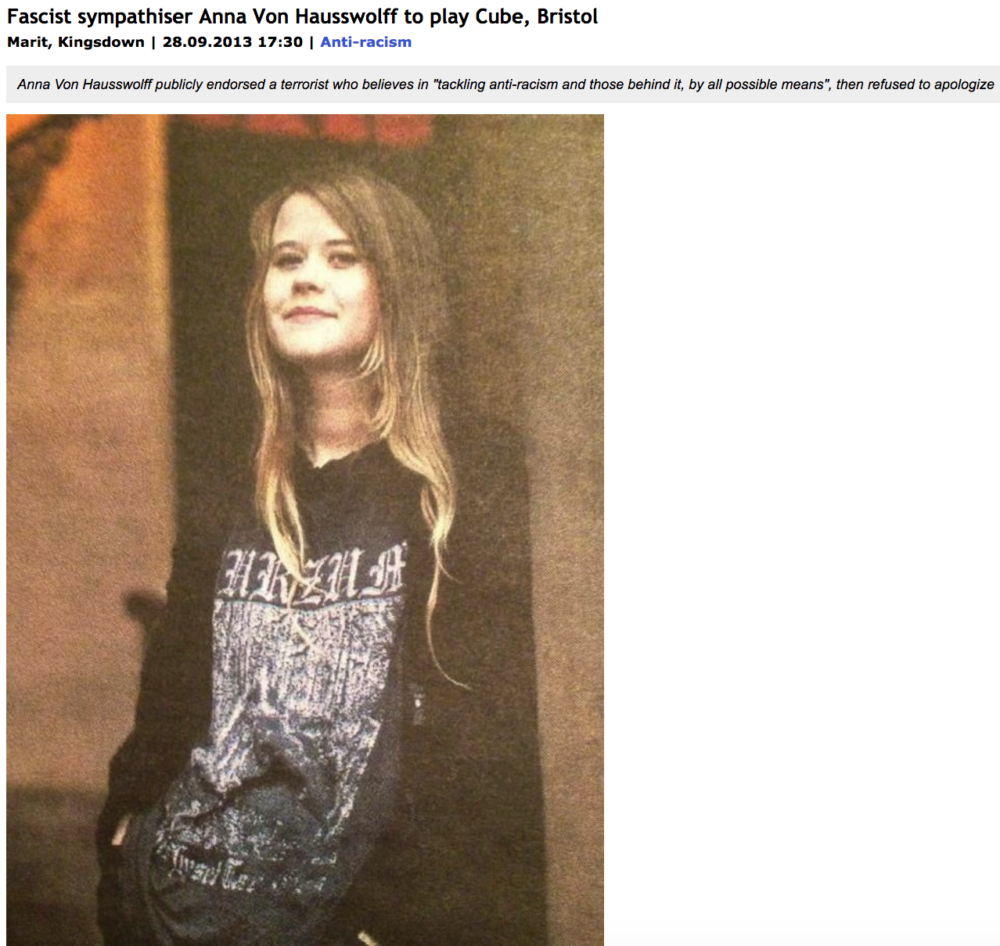 Fascist sympathiser Anna Von Hausswolff to play Cube, Bristol
Marit, Kingsdown | 28.09.2013 17:30 | Anti-racism
Anna Von Hausswolff publicly endorsed a terrorist who believes in "tackling anti-racism and those behind it, by all possible means", then refused to apologize
URZUM